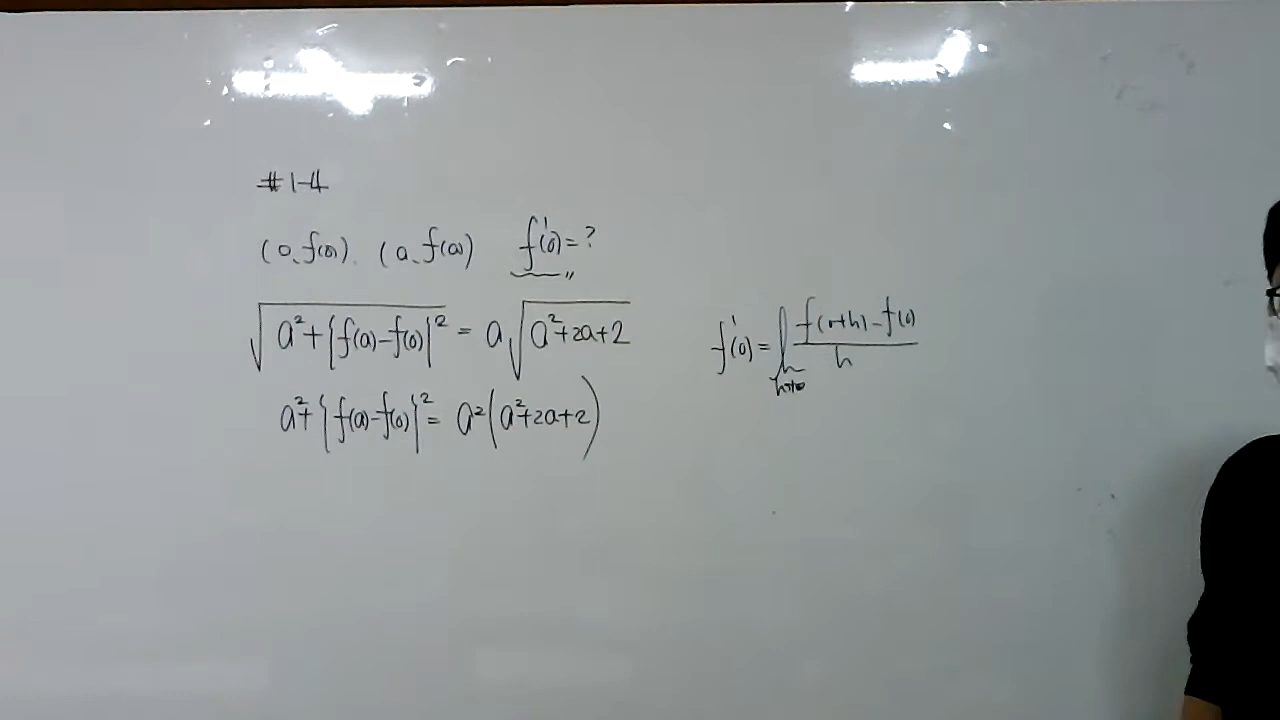 #1-4
(0, f(0)) (a, f(a)) f'(0)=?
√(a²+{f(a)-f(0)}²) = a√(a²+2a+2)
a²+{f(a)-f(0)}² = a²(a²+2a+2)
f'(0)=lim h→0 (f(0+h)-f(0))/h